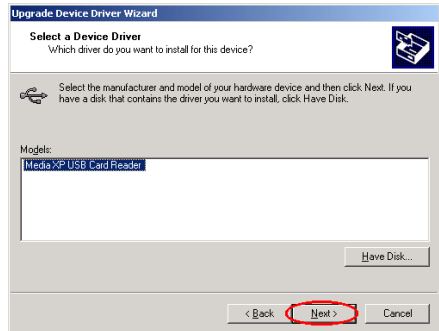 Upgrade Device Driver Wizard
Select a Device Driver
Which driver do you want to install for this device?
Select the manufacturer and model of your hardware device and then click Next. If you
have a disk that contains the driver you want to install, click Have Disk.
Models:
Media XP USB Card Reader
Have Disk...
< Back
Next >
Cancel